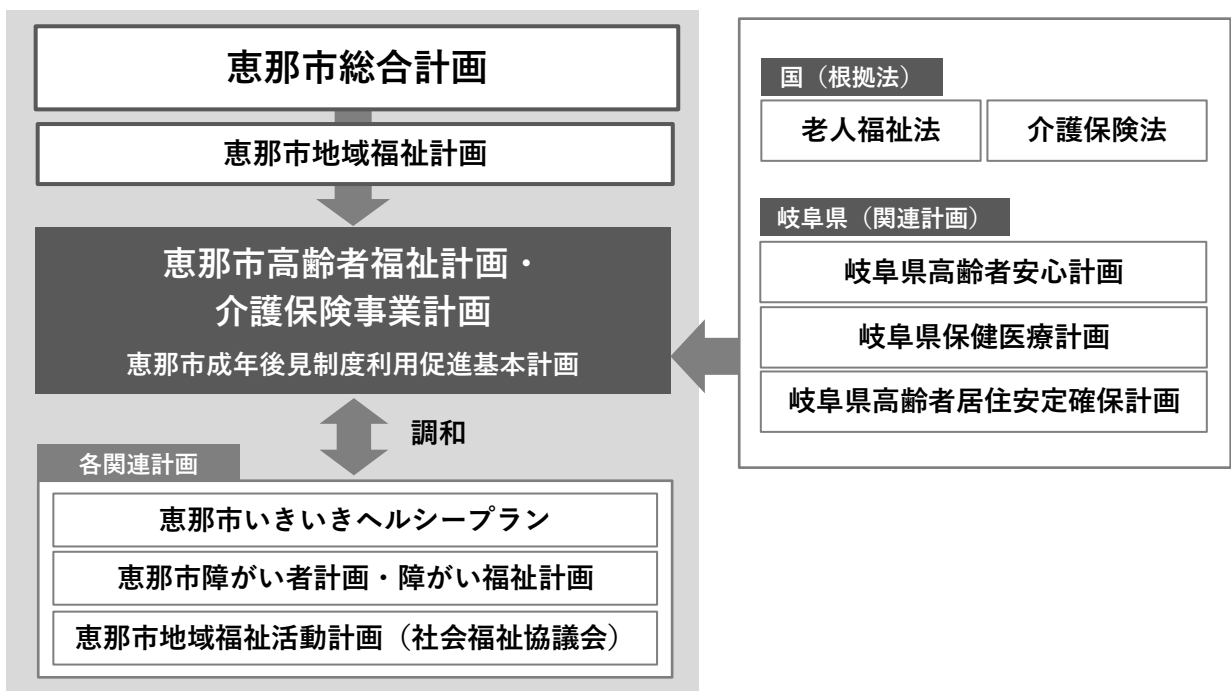 恵那市総合計画
恵那市地域福祉計画
恵那市高齢者福祉計画・
介護保険事業計画
恵那市成年後見制度利用促進基本計画
調和
各関連計画
恵那市いきいきヘルシープラン
恵那市障がい者計画・障がい福祉計画
恵那市地域福祉活動計画（社会福祉協議会）
国（根拠法）
老人福祉法
介護保険法
岐阜県（関連計画）
岐阜県高齢者安心計画
岐阜県保健医療計画
岐阜県高齢者居住安定確保計画